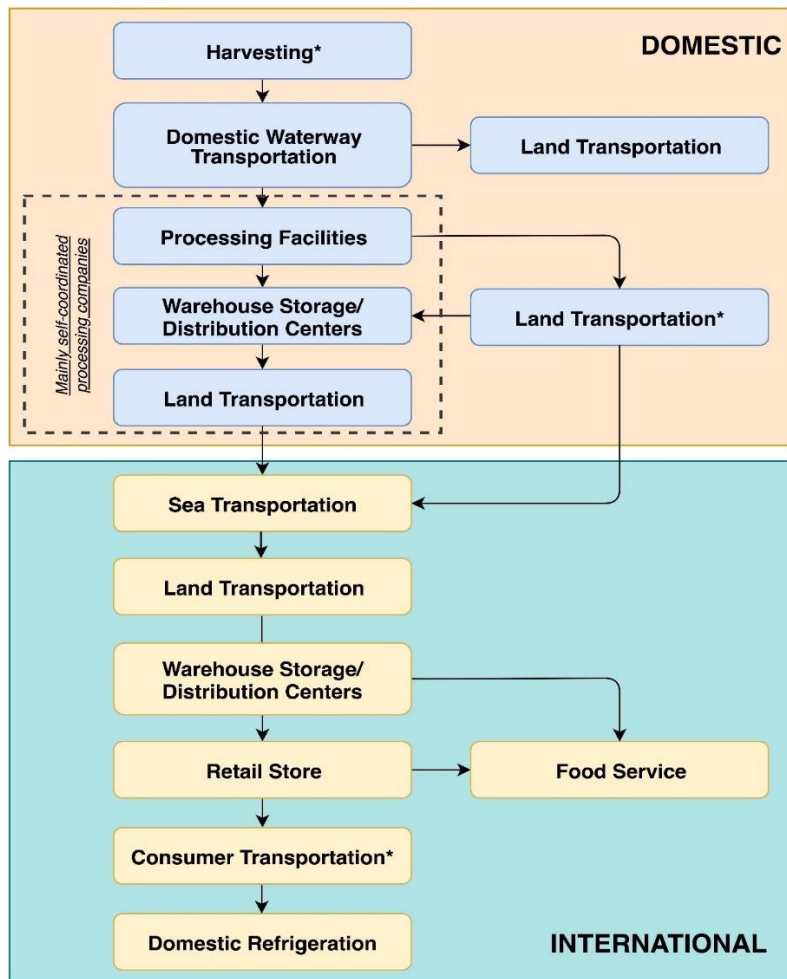 DOMESTIC
Harvesting*
Domestic Waterway
Transportation
Land Transportation
Mainly self-coordinated
processing companies
Processing Facilities
Warehouse Storage/
Distribution Centers
Land Transportation*
Land Transportation
Sea Transportation
Land Transportation
Warehouse Storage/
Distribution Centers
Retail Store
Food Service
Consumer Transportation*
Domestic Refrigeration
INTERNATIONAL